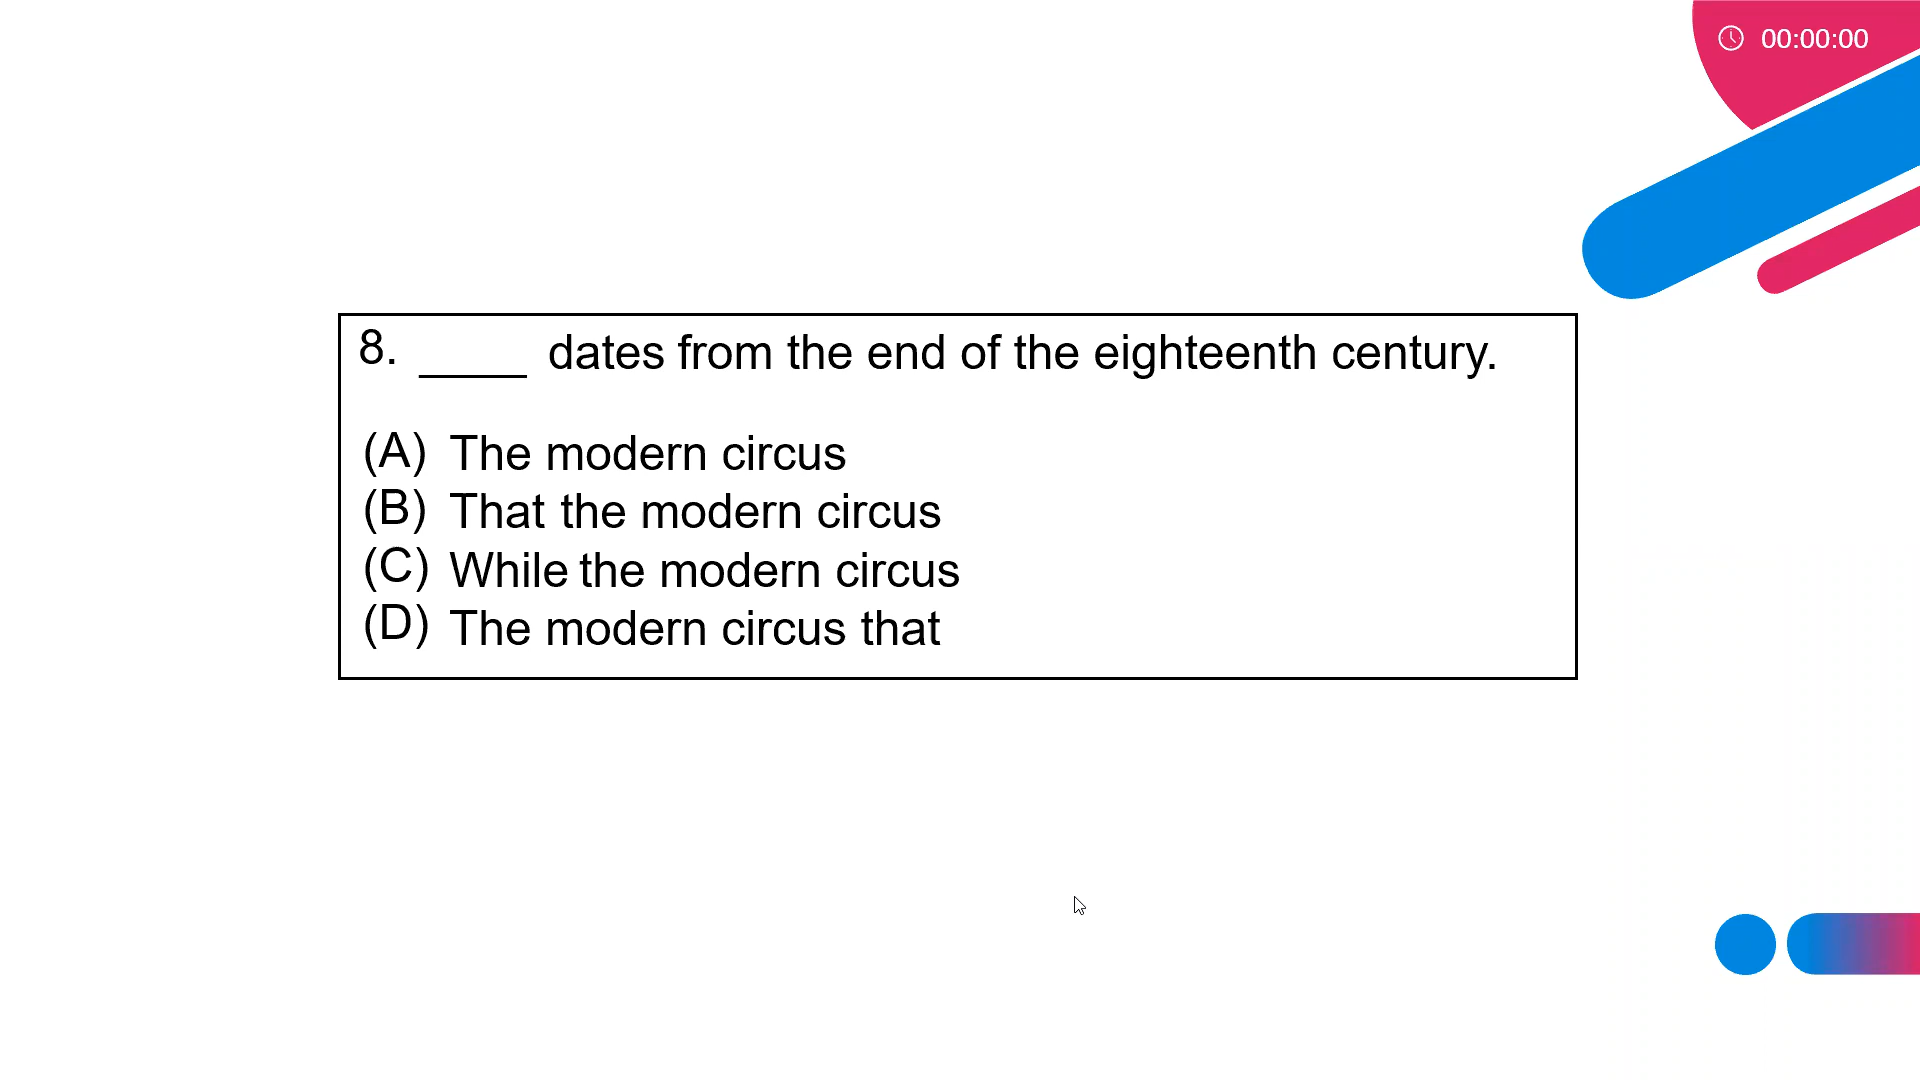 00:00:00
8. ____ dates from the end of the eighteenth century.
(A) The modern circus
(B) That the modern circus
(C) While the modern circus
(D) The modern circus that